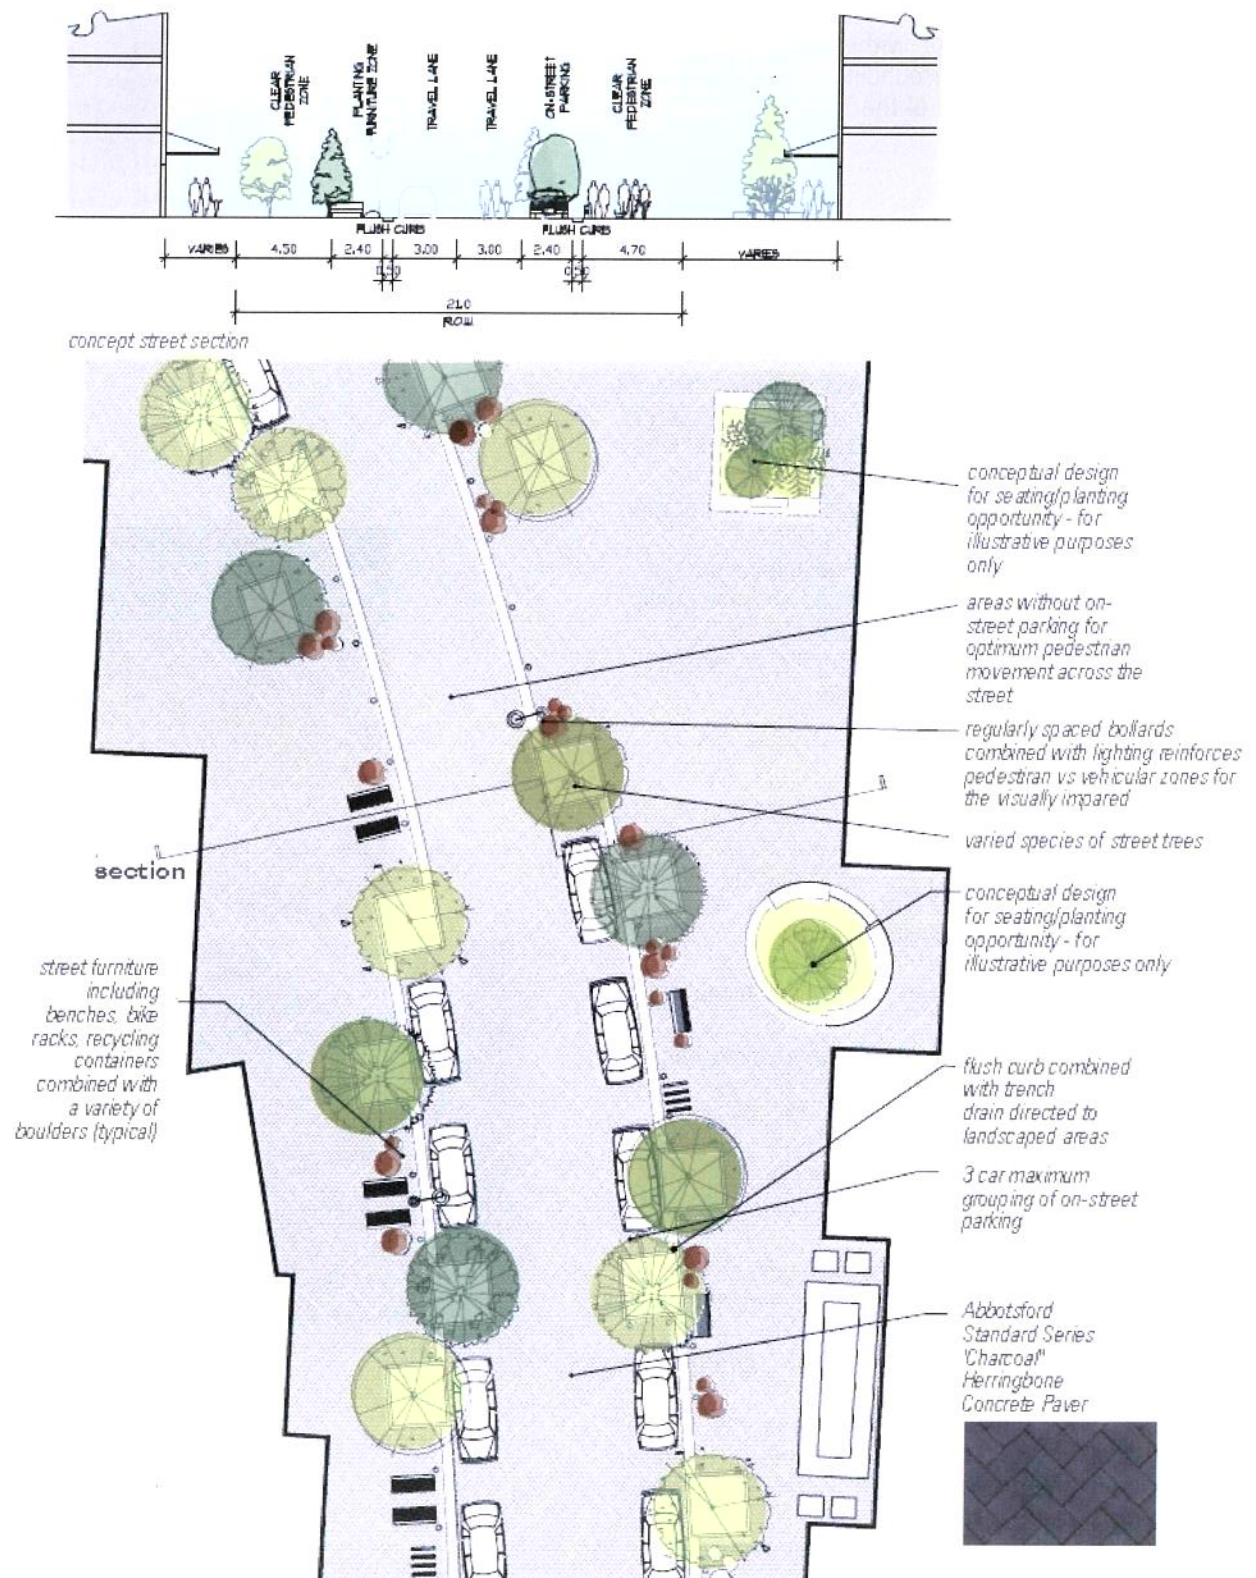 CLEAR
PEDESTRIAN
ZONE
PLANTING
FURNITURE ZONE
TRAVEL LANE
TRAVEL LANE
ON-STREET
PARKING
CLEAR
PEDESTRIAN
ZONE
FLUSH CURB
FLUSH CURB
VARIES
4.50
2.40
3.00
3.00
2.40
4.70
VARIES
21.0
ROW
concept street section
conceptual design
for seating/planting
opportunity - for
illustrative purposes
only
areas without on-
street parking for
optimum pedestrian
movement across the
street
regularly spaced bollards
combined with lighting reinforces
pedestiran vs vehicular zones for
the visually impared
varied species of street trees
section
conceptual design
for seating/planting
opportunity - for
illustrative purposes only
street furniture
including
benches, bike
racks, recycling
containers
combined with
a variety of
boulders (typical)
flush curb combined
with trench
drain directed to
landscaped areas
3 car maximum
grouping of on-street
parking
Abbotsford
Standard Series
'Charcoal"
Herringbone
Concrete Paver